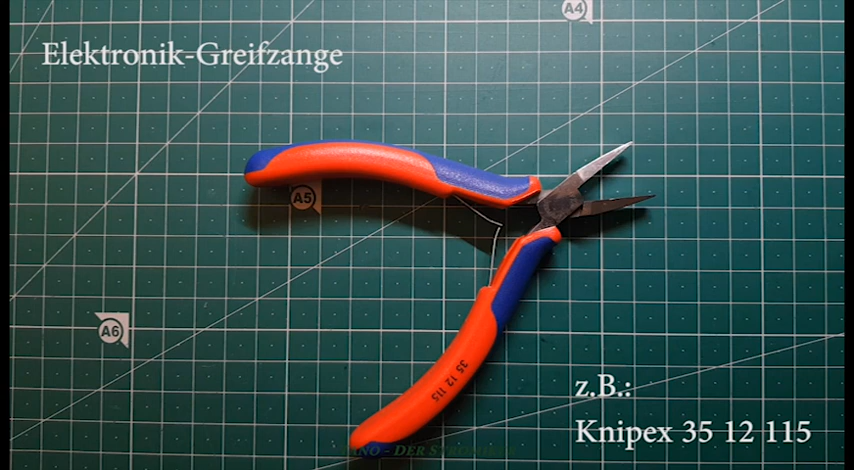 A4
Elektronik-Greifzange
A5
A6
35 12 115
z.B.:
Knipex 35 12 115